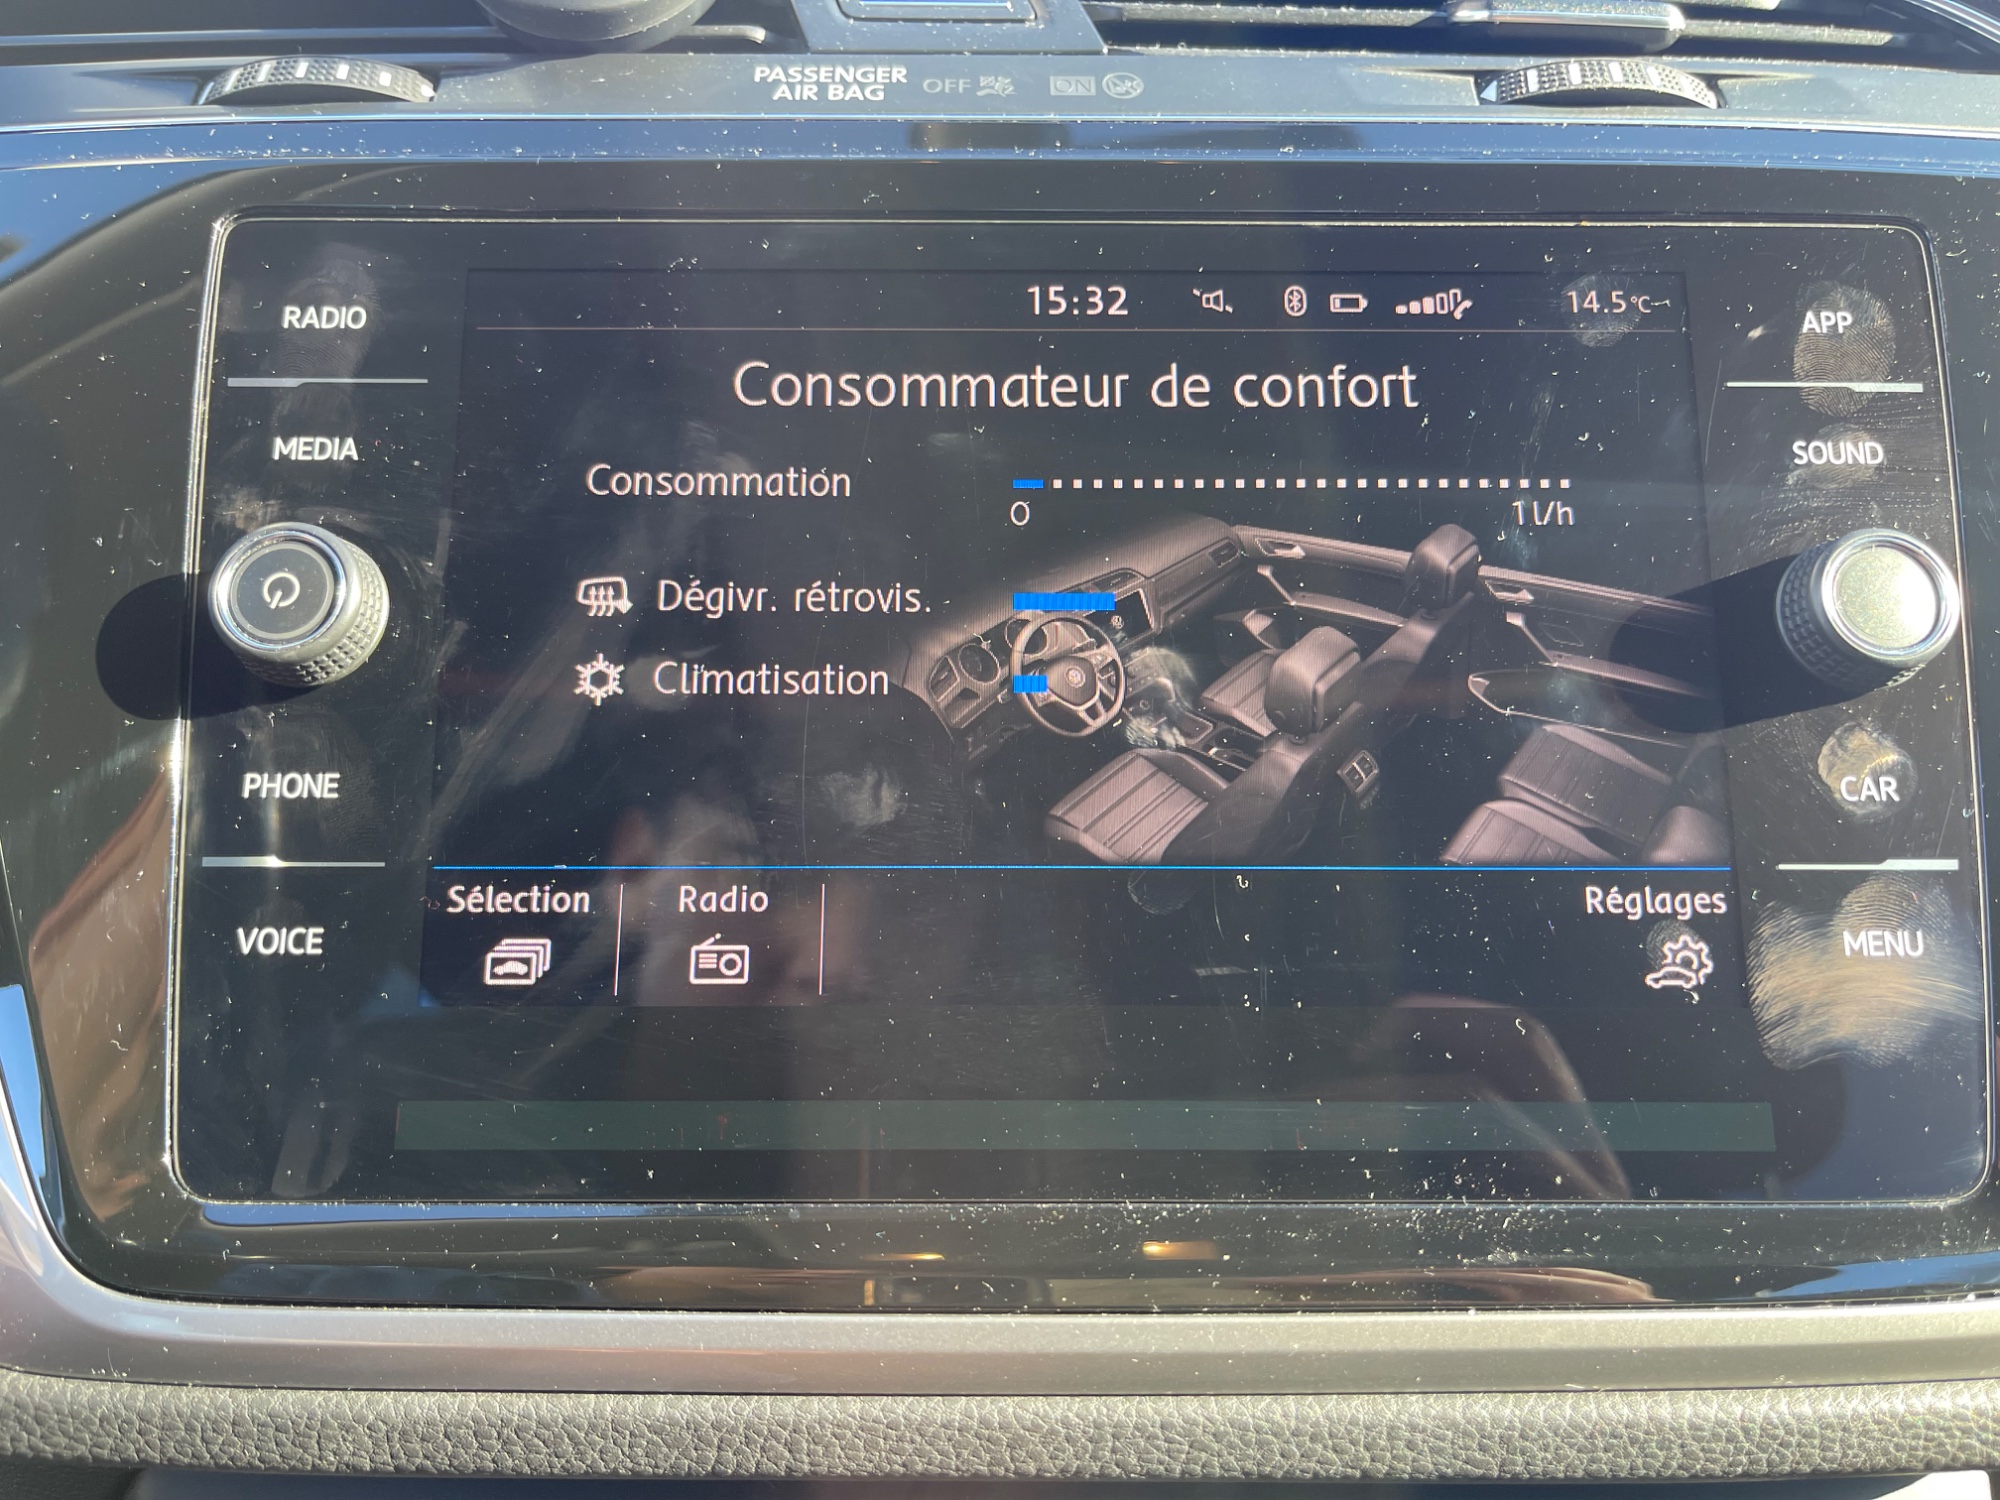 PASSENGER
AIR BAG
OFF ON
15:32 14.5°C
RADIO
APP
Consommateur de confort
MEDIA
SOUND
Consommation
0 1 l/h
Dégivr. rétrovis.
Climatisation
PHONE
CAR
Sélection Radio Réglages
VOICE
MENU